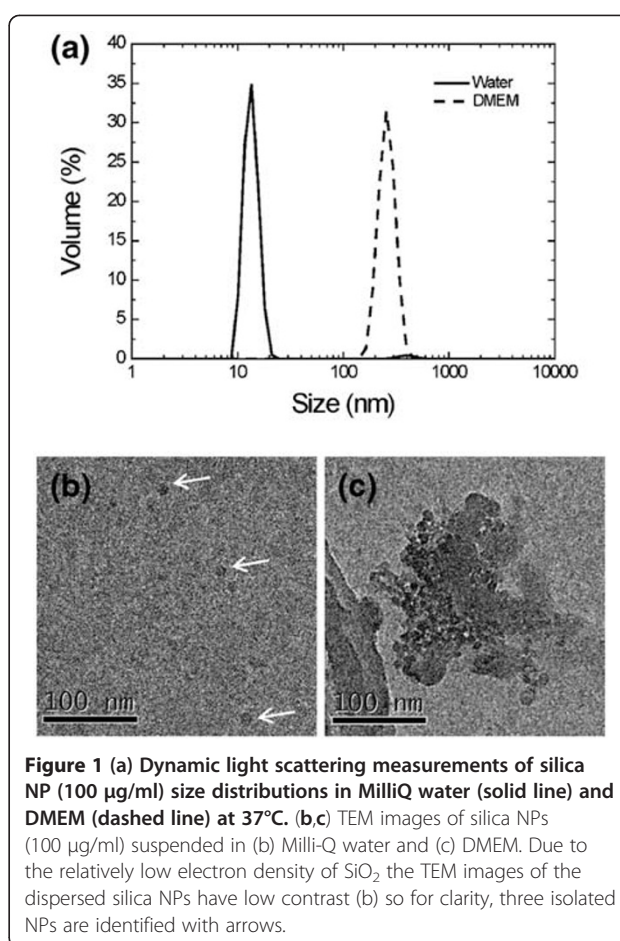 (a)
40
35
30
25
20
15
10
5
0
Volume (%)
Water
DMEM
1 10 100 1000 10000
Size (nm)
(b) (c)
100 nm 100 nm
Figure 1 (a) Dynamic light scattering measurements of silica
NP (100 μg/ml) size distributions in MilliQ water (solid line) and
DMEM (dashed line) at 37°C. (b,c) TEM images of silica NPs
(100 μg/ml) suspended in (b) Milli-Q water and (c) DMEM. Due to
the relatively low electron density of SiO₂ the TEM images of the
dispersed silica NPs have low contrast (b) so for clarity, three isolated
NPs are identified with arrows.